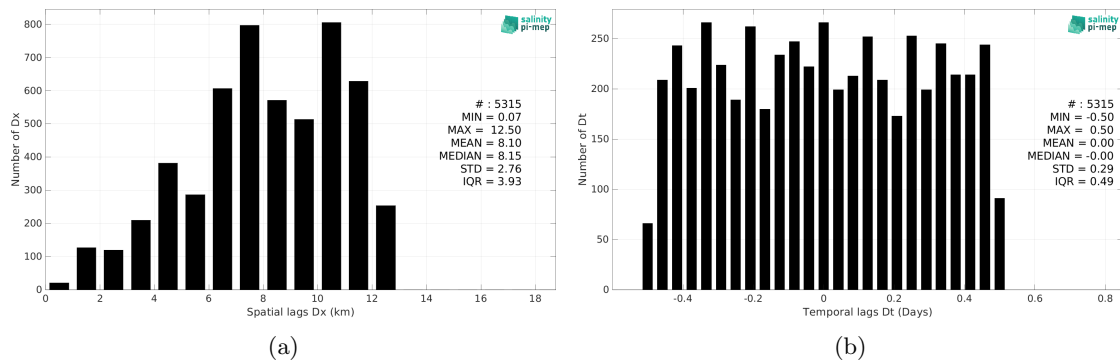 800
700
600
500
400
300
200
100
0
Number of Dx
0 2 4 6 8 10 12 14 16 18
Spatial lags Dx (km)
salinity
pi-mep
# : 5315
MIN = 0.07
MAX = 12.50
MEAN = 8.10
MEDIAN = 8.15
STD = 2.76
IQR = 3.93
(a)
250
200
150
100
50
0
Number of Dt
-0.4 -0.2 0 0.2 0.4 0.6 0.8
Temporal lags Dt (Days)
salinity
pi-mep
# : 5315
MIN = -0.50
MAX = 0.50
MEAN = 0.00
MEDIAN = -0.00
STD = 0.29
IQR = 0.49
(b)